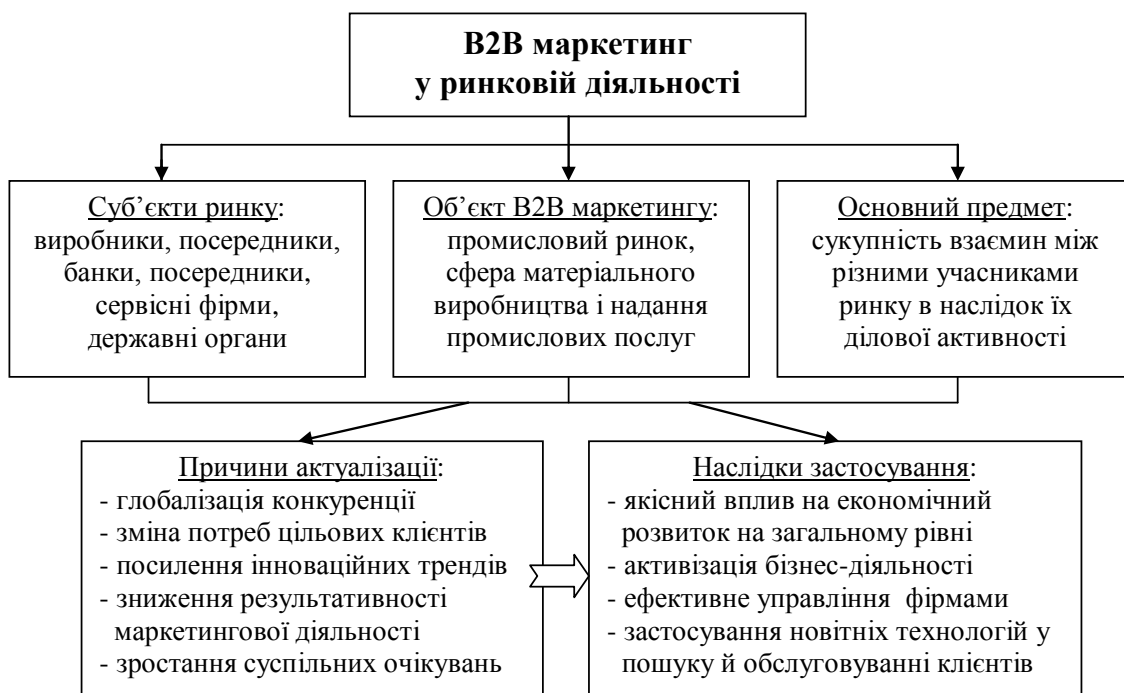 В2В маркетинг
у ринковій діяльності
Суб’єкти ринку:
виробники, посередники,
банки, посередники,
сервісні фірми,
державні органи
Об’єкт В2В маркетингу:
промисловий ринок,
сфера матеріального
виробництва і надання
промислових послуг
Основний предмет:
сукупність взаємин між
різними учасниками
ринку в наслідок їх
ділової активності
Причини актуалізації:
- глобалізація конкуренції
- зміна потреб цільових клієнтів
- посилення інноваційних трендів
- зниження результативності
маркетингової діяльності
- зростання суспільних очікувань
Наслідки застосування:
- якісний вплив на економічний
розвиток на загальному рівні
- активізація бізнес-діяльності
- ефективне управління фірмами
- застосування новітніх технологій у
пошуку й обслуговуванні клієнтів